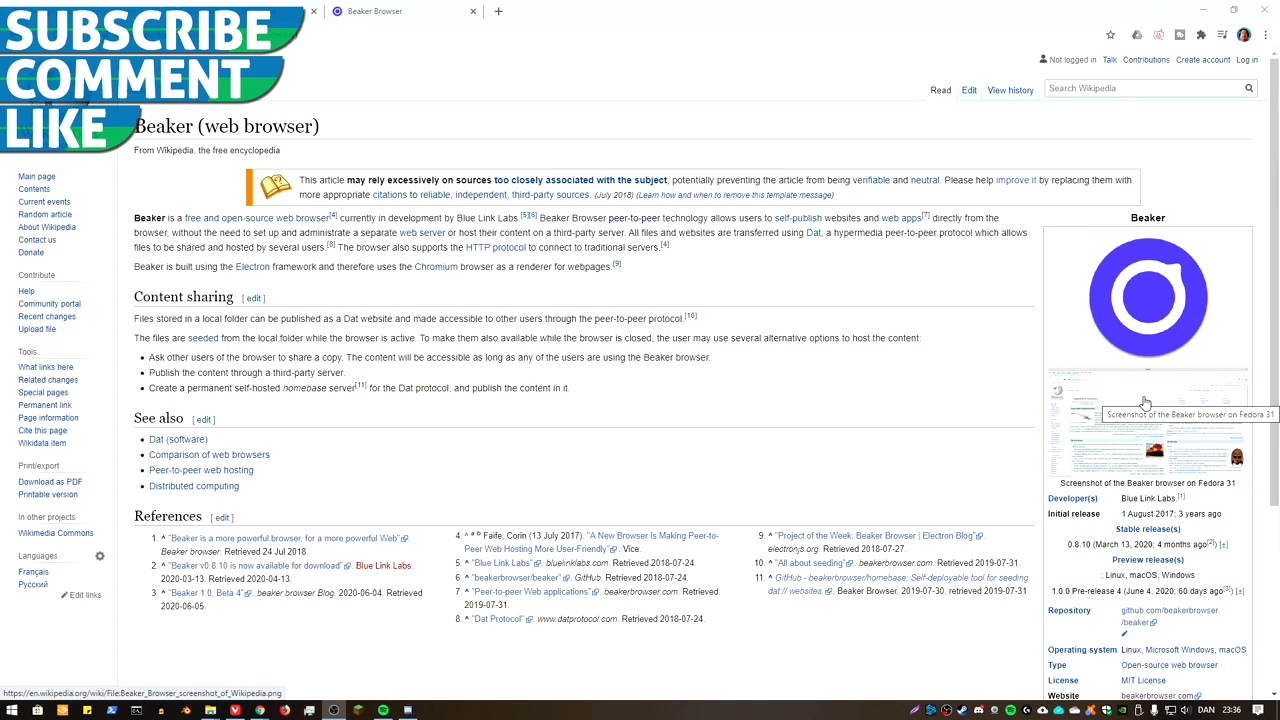 SUBSCRIBE
COMMENT
LIKE
Beaker Browser
Not logged in Talk Contributions Create account Log in
Read Edit View history Search Wikipedia
Beaker (web browser)
From Wikipedia, the free encyclopedia
This article may rely excessively on sources too closely associated with the subject, potentially preventing the article from being verifiable and neutral. Please help improve it by replacing them with
more appropriate citations to reliable, independent, third-party sources. (July 2018) (Learn how and when to remove this template message)
Beaker is a free and open-source web browser[4] currently in development by Blue Link Labs.[5][6] Beaker Browser peer-to-peer technology allows users to self-publish websites and web apps[7] directly from the
browser, without the need to set up and administrate a separate web server or host their content on a third-party server. All files and websites are transferred using Dat, a hypermedia peer-to-peer protocol which allows
files to be shared and hosted by several users.[8] The browser also supports the HTTP protocol to connect to traditional servers.[4]
Beaker is built using the Electron framework and therefore uses the Chromium browser as a renderer for webpages.[9]
Content sharing [ edit ]
Files stored in a local folder can be published as a Dat website and made accessible to other users through the peer-to-peer protocol.[10]
The files are seeded from the local folder while the browser is active. To make them also available while the browser is closed, the user may use several alternative options to host the content:
• Ask other users of the browser to share a copy. The content will be accessible as long as any of the users are using the Beaker browser.
• Publish the content through a third-party server.
• Create a permanent self-hosted homebase server[11] for the Dat protocol, and publish the content in it.
See also [ edit ]
• Dat (software)
• Comparison of web browsers
• Peer-to-peer web hosting
• Distributed computing
References [ edit ]
1. ^ "Beaker is a more powerful browser, for a more powerful Web".
Beaker browser. Retrieved 24 Jul 2018.
2. ^ "Beaker v0.8.10 is now available for download". Blue Link Labs.
2020-03-13. Retrieved 2020-04-13.
3. ^ "Beaker 1.0, Beta 4". beaker browser Blog. 2020-06-04. Retrieved
2020-06-05.
4. ^ a b Faife, Corin (13 July 2017). "A New Browser Is Making Peer-to-
Peer Web Hosting More User-Friendly". Vice.
5. ^ "Blue Link Labs". bluelinklabs.com. Retrieved 2018-07-24.
6. ^ "beakerbrowser/beaker". GitHub. Retrieved 2018-07-24.
7. ^ "Peer-to-peer Web applications". beakerbrowser.com. Retrieved
2019-07-31.
8. ^ "Dat Protocol". www.datprotocol.com. Retrieved 2018-07-24.
9. ^ "Project of the Week: Beaker Browser | Electron Blog".
electronjs.org. Retrieved 2018-07-27.
10. ^ "All about seeding". beakerbrowser.com. Retrieved 2019-07-31.
11. ^ GitHub - beakerbrowser/homebase: Self-deployable tool for seeding
dat:// websites., Beaker Browser, 2019-07-30, retrieved 2019-07-31
Main page
Contents
Current events
Random article
About Wikipedia
Contact us
Donate
Contribute
Help
Community portal
Recent changes
Upload file
Tools
What links here
Related changes
Special pages
Permanent link
Page information
Cite this page
Wikidata item
Print/export
Download as PDF
Printable version
In other projects
Wikimedia Commons
Languages
Français
Русский
Edit links
Beaker
Screenshot of the Beaker browser on Fedora 31
Screenshot of the Beaker browser on Fedora 31
Developer(s) Blue Link Labs.[1]
Initial release 1 August 2017; 3 years ago
Stable release(s)
0.8.10 (March 13, 2020; 4 months ago[2]) [±]
Preview release(s)
; Linux, macOS, Windows
1.0.0 Pre-release 4 (June 4, 2020; 60 days ago[3]) [±]
Repository github.com/beakerbrowser
/beaker
Operating system Linux, Microsoft Windows, macOS
Type Open-source web browser
License MIT License
Website beakerbrowser.com
https://en.wikipedia.org/wiki/File:Beaker_Browser_screenshot_of_Wikipedia.png
DAN 23:36